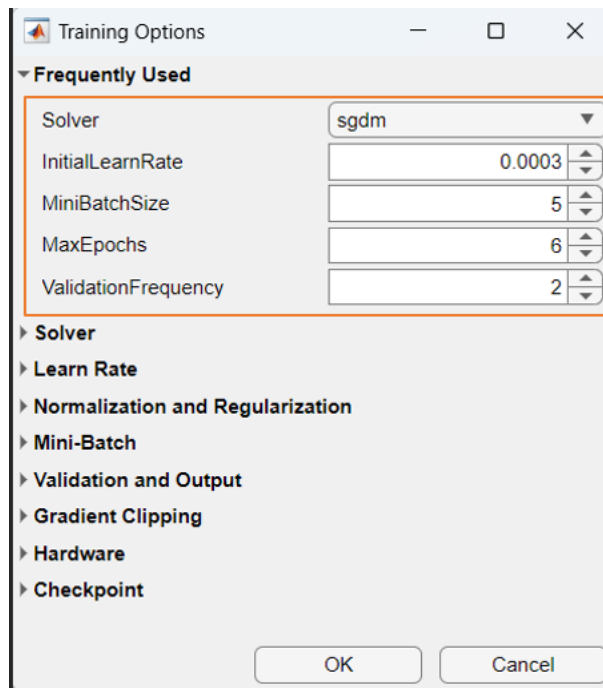 Training Options
Frequently Used
Solver sgdm
InitialLearnRate 0.0003
MiniBatchSize 5
MaxEpochs 6
ValidationFrequency 2
Solver
Learn Rate
Normalization and Regularization
Mini-Batch
Validation and Output
Gradient Clipping
Hardware
Checkpoint
OK Cancel